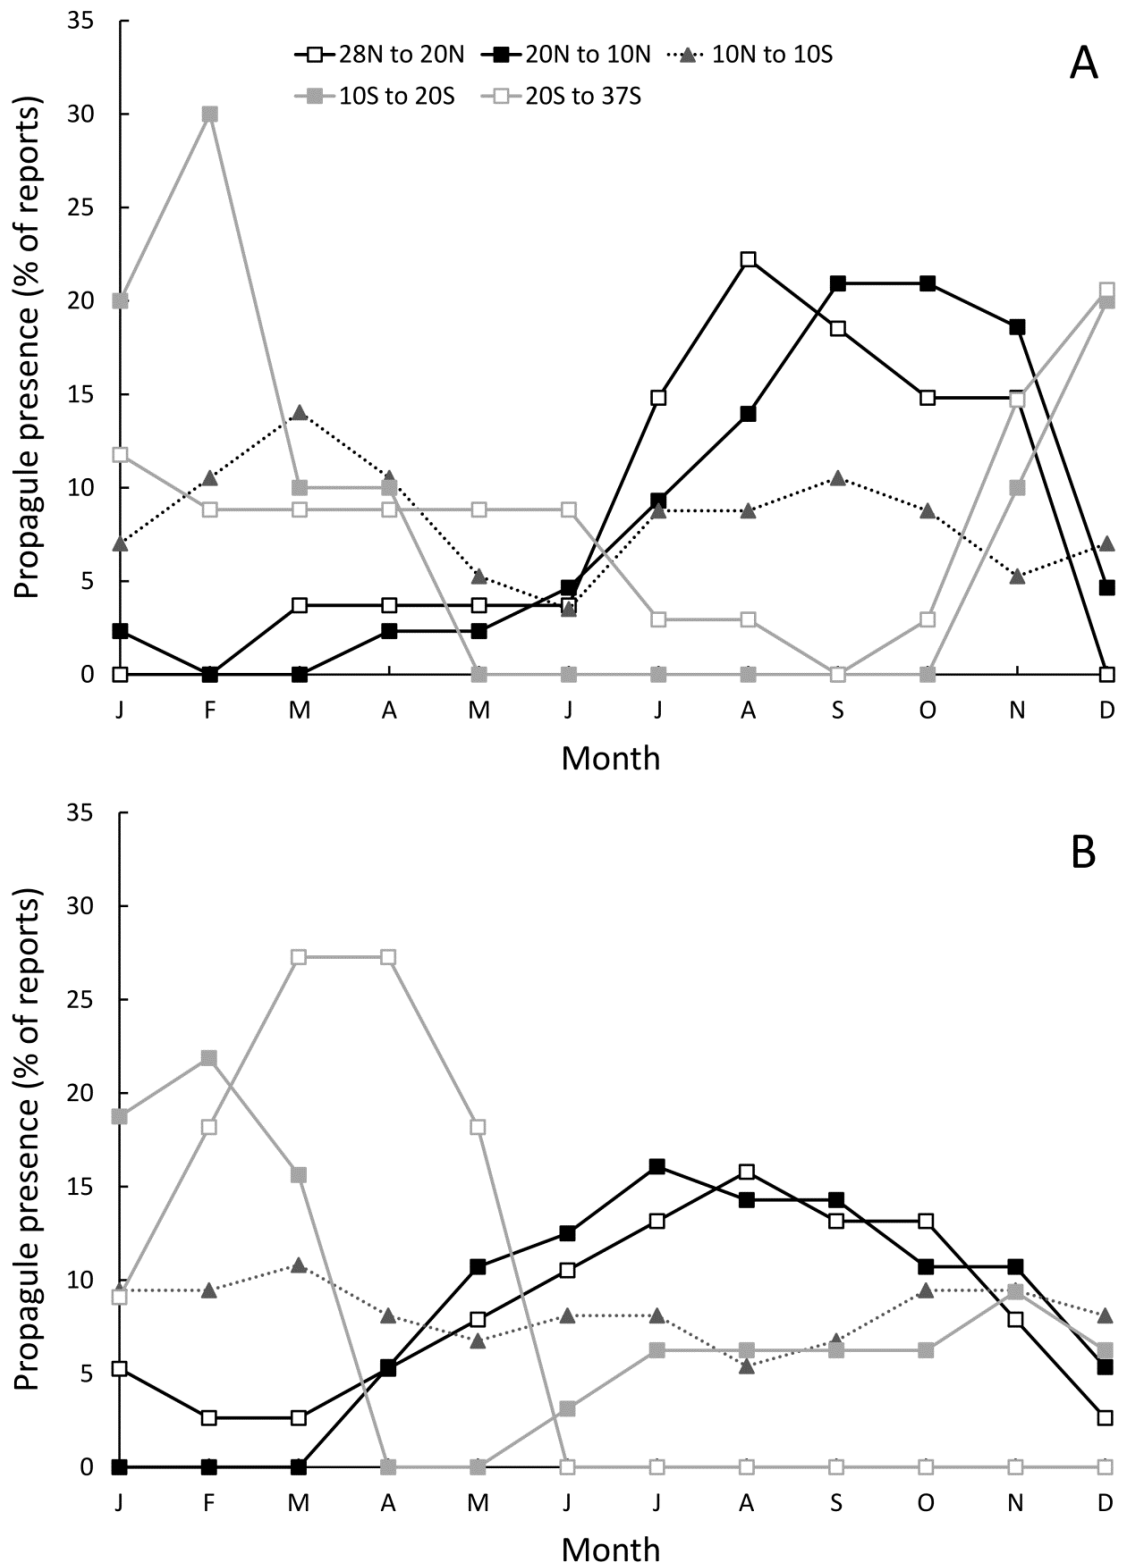 35
30
25
20
15
10
5
0
Propagule presence (% of reports)
28N to 20N 20N to 10N 10N to 10S
10S to 20S 20S to 37S
A
J F M A M J J A S O N D
Month
35
30
25
20
15
10
5
0
Propagule presence (% of reports)
B
J F M A M J J A S O N D
Month